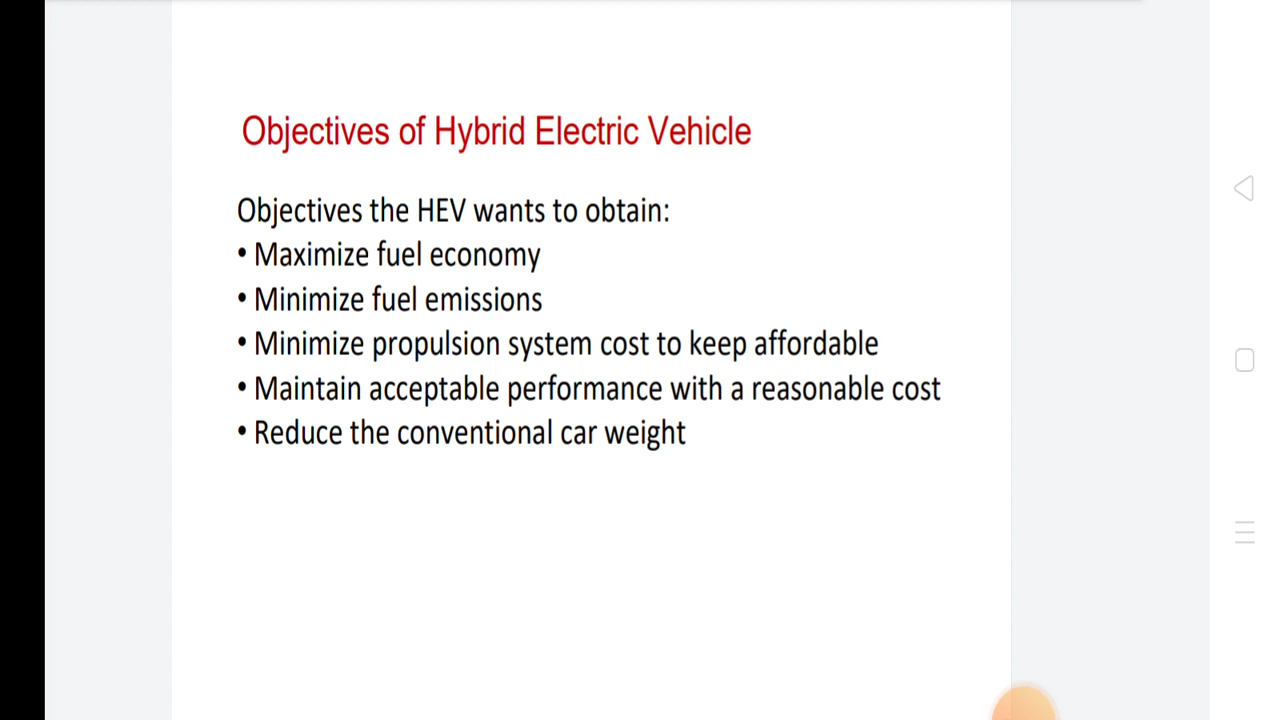 Objectives of Hybrid Electric Vehicle
Objectives the HEV wants to obtain:
• Maximize fuel economy
• Minimize fuel emissions
• Minimize propulsion system cost to keep affordable
• Maintain acceptable performance with a reasonable cost
• Reduce the conventional car weight